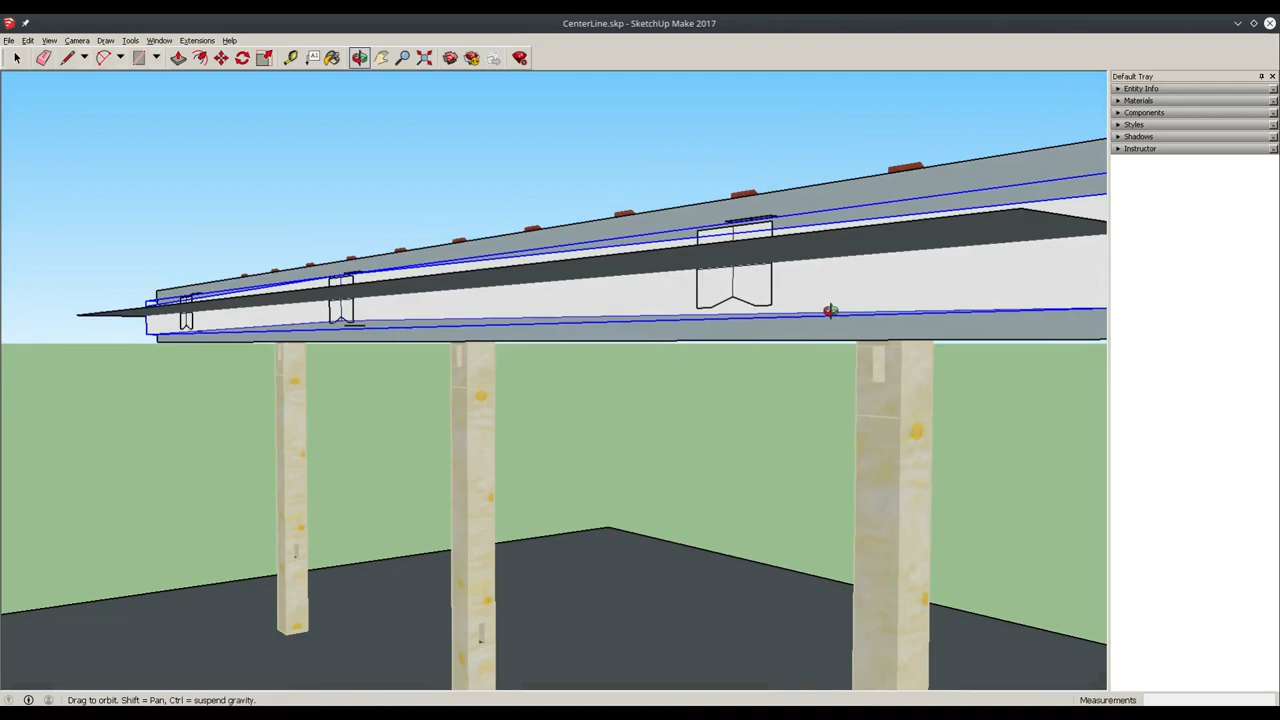 CenterLine.skp - SketchUp Make 2017
File Edit View Camera Draw Tools Window Extensions Help
A1
Default Tray
Entity Info
Materials
Components
Styles
Shadows
Instructor
Drag to orbit. Shift = Pan, Ctrl = suspend gravity.
Measurements